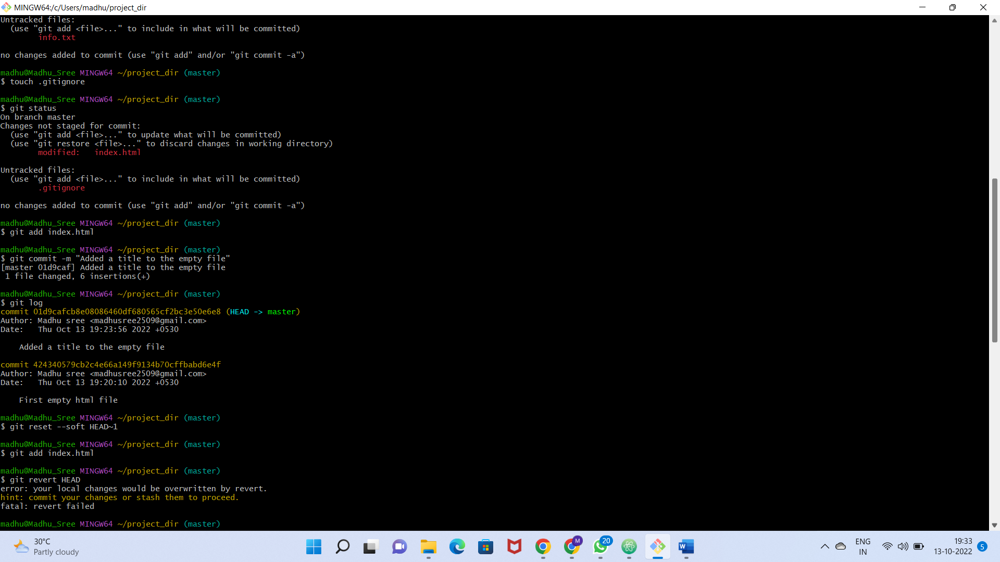 MINGW64:/c/Users/madhu/project_dir
Untracked files:
  (use "git add <file>..." to include in what will be committed)
        info.txt
no changes added to commit (use "git add" and/or "git commit -a")
madhu@Madhu_Sree MINGW64 ~/project_dir (master)
$ touch .gitignore
madhu@Madhu_Sree MINGW64 ~/project_dir (master)
$ git status
On branch master
Changes not staged for commit:
  (use "git add <file>..." to update what will be committed)
  (use "git restore <file>..." to discard changes in working directory)
        modified:   index.html
Untracked files:
  (use "git add <file>..." to include in what will be committed)
        .gitignore
no changes added to commit (use "git add" and/or "git commit -a")
madhu@Madhu_Sree MINGW64 ~/project_dir (master)
$ git add index.html
madhu@Madhu_Sree MINGW64 ~/project_dir (master)
$ git commit -m "Added a title to the empty file"
[master 01d9caf] Added a title to the empty file
 1 file changed, 6 insertions(+)
madhu@Madhu_Sree MINGW64 ~/project_dir (master)
$ git log
commit 01d9cafcb8e08086460df680565cf2bc3e50e6e8 (HEAD -> master)
Author: Madhu sree <madhusree2509@gmail.com>
Date:   Thu Oct 13 19:23:56 2022 +0530
    Added a title to the empty file
commit 424340579cb2c4e66a149f9134b70cffbabd6e4f
Author: Madhu sree <madhusree2509@gmail.com>
Date:   Thu Oct 13 19:20:10 2022 +0530
    First empty html file
madhu@Madhu_Sree MINGW64 ~/project_dir (master)
$ git reset --soft HEAD~1
madhu@Madhu_Sree MINGW64 ~/project_dir (master)
$ git add index.html
madhu@Madhu_Sree MINGW64 ~/project_dir (master)
$ git revert HEAD
error: your local changes would be overwritten by revert.
hint: commit your changes or stash them to proceed.
fatal: revert failed
madhu@Madhu_Sree MINGW64 ~/project_dir (master)
30°C
Partly cloudy
M
20
W
ENG
IN
19:33
13-10-2022
5